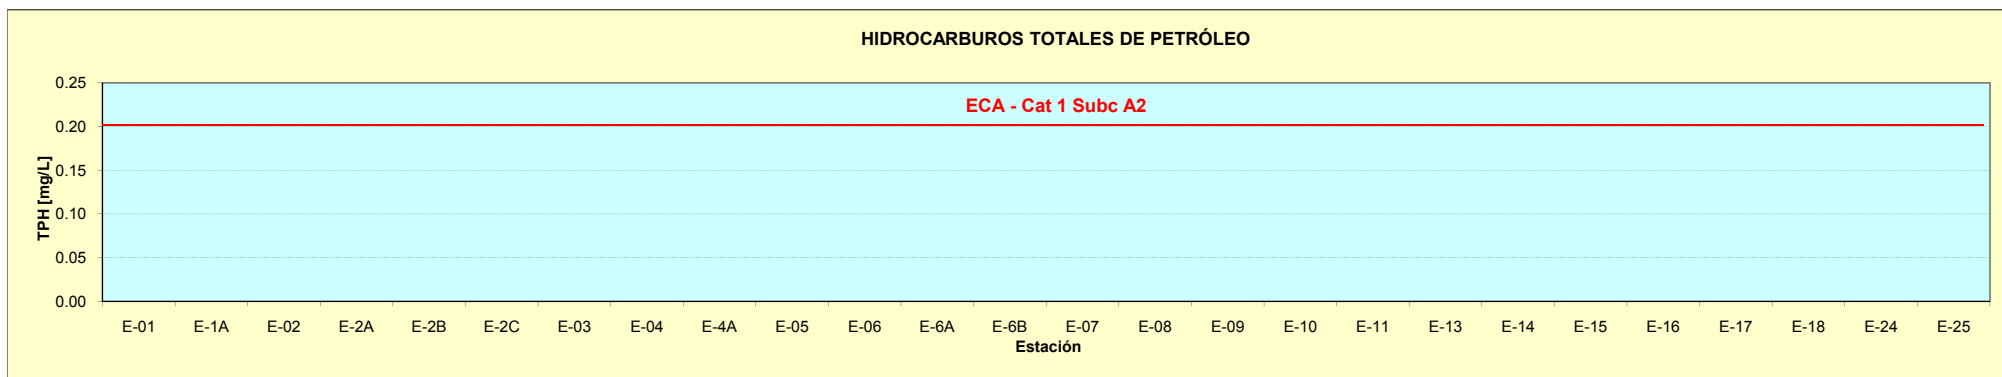 HIDROCARBUROS TOTALES DE PETRÓLEO
ECA - Cat 1 Subc A2
TPH [mg/L]
0.25
0.20
0.15
0.10
0.05
0.00
E-01 E-1A E-02 E-2A E-2B E-2C E-03 E-04 E-4A E-05 E-06 E-6A E-6B E-07 E-08 E-09 E-10 E-11 E-13 E-14 E-15 E-16 E-17 E-18 E-24 E-25
Estación